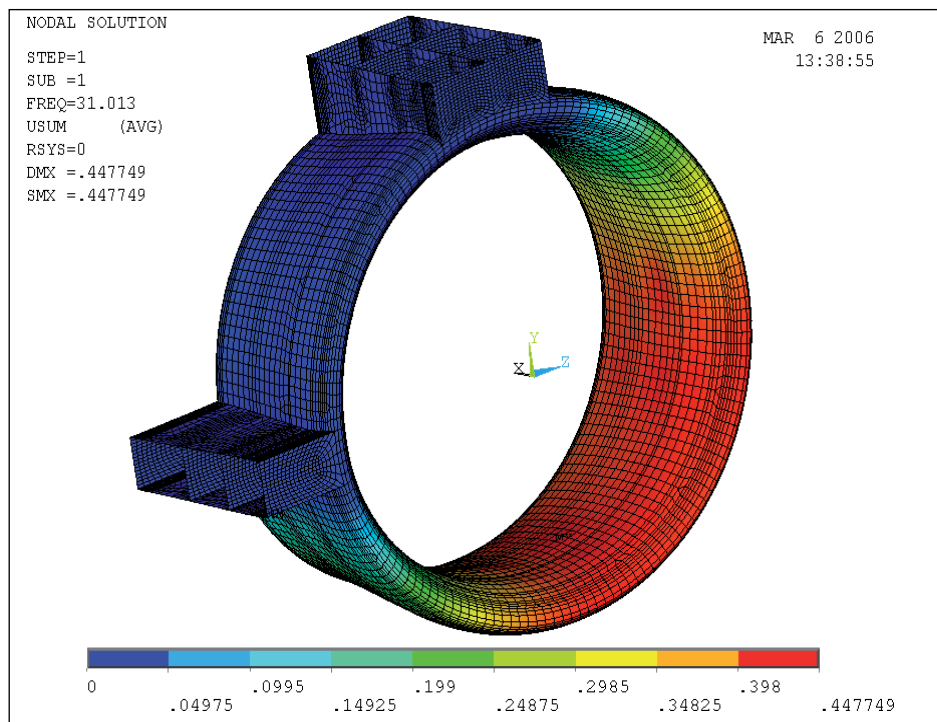 NODAL SOLUTION
STEP=1
SUB =1
FREQ=31.013
USUM (AVG)
RSYS=0
DMX =.447749
SMX =.447749
MAR 6 2006
13:38:55
Y
X Z
0 .0995 .199 .2985 .398
.04975 .14925 .24875 .34825 .447749